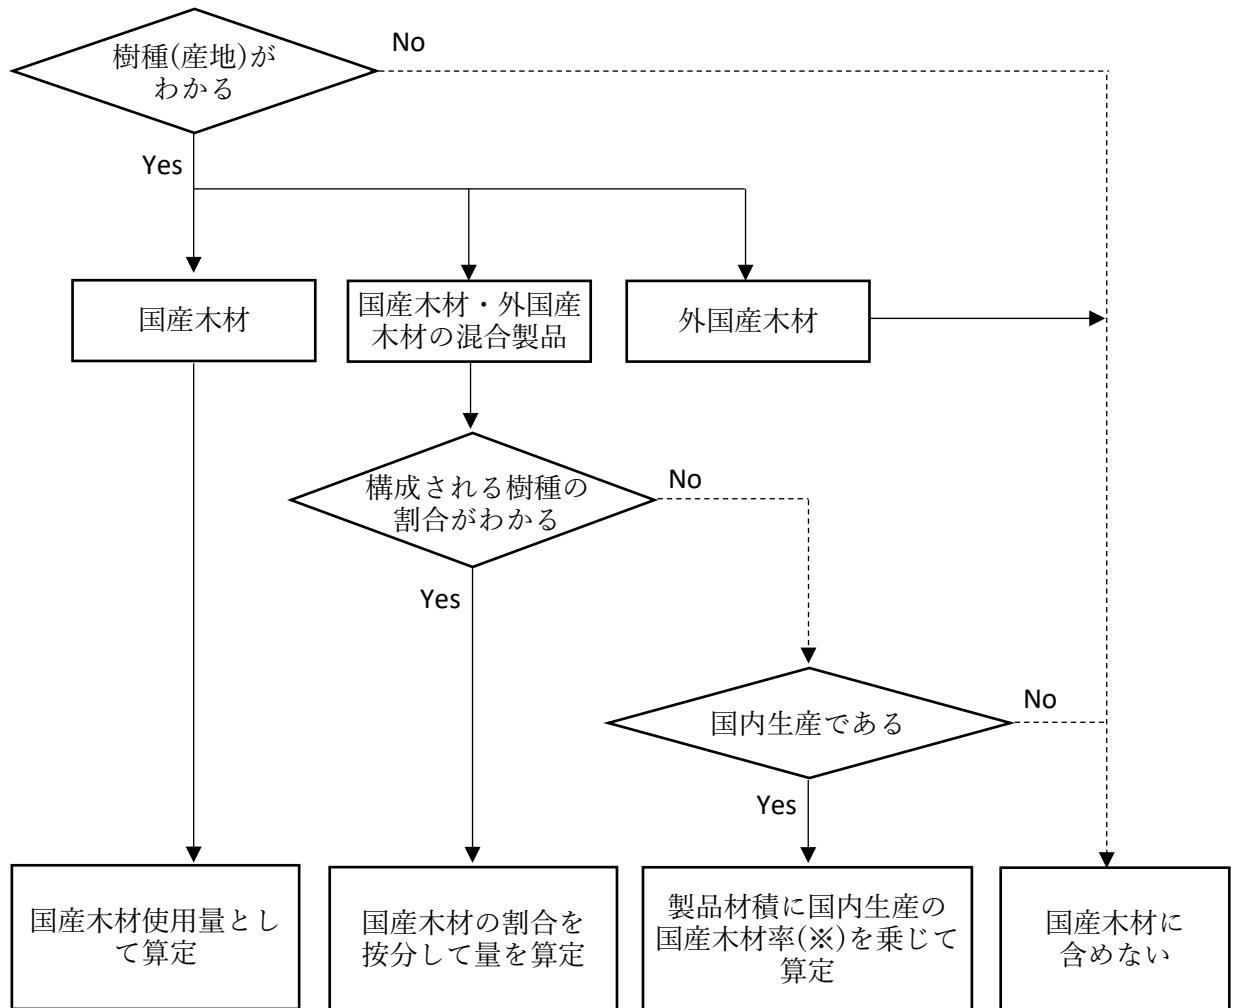 樹種(産地)が
わかる
No
Yes
国産木材
国産木材・外国産
木材の混合製品
外国産木材
構成される樹種の
割合がわかる
No
Yes
国内生産である
No
Yes
国産木材使用量とし
て算定
国産木材の割合を
按分して量を算定
製品材積に国内生産の
国産木材率(※)を乗じて
算定
国産木材に
含めない